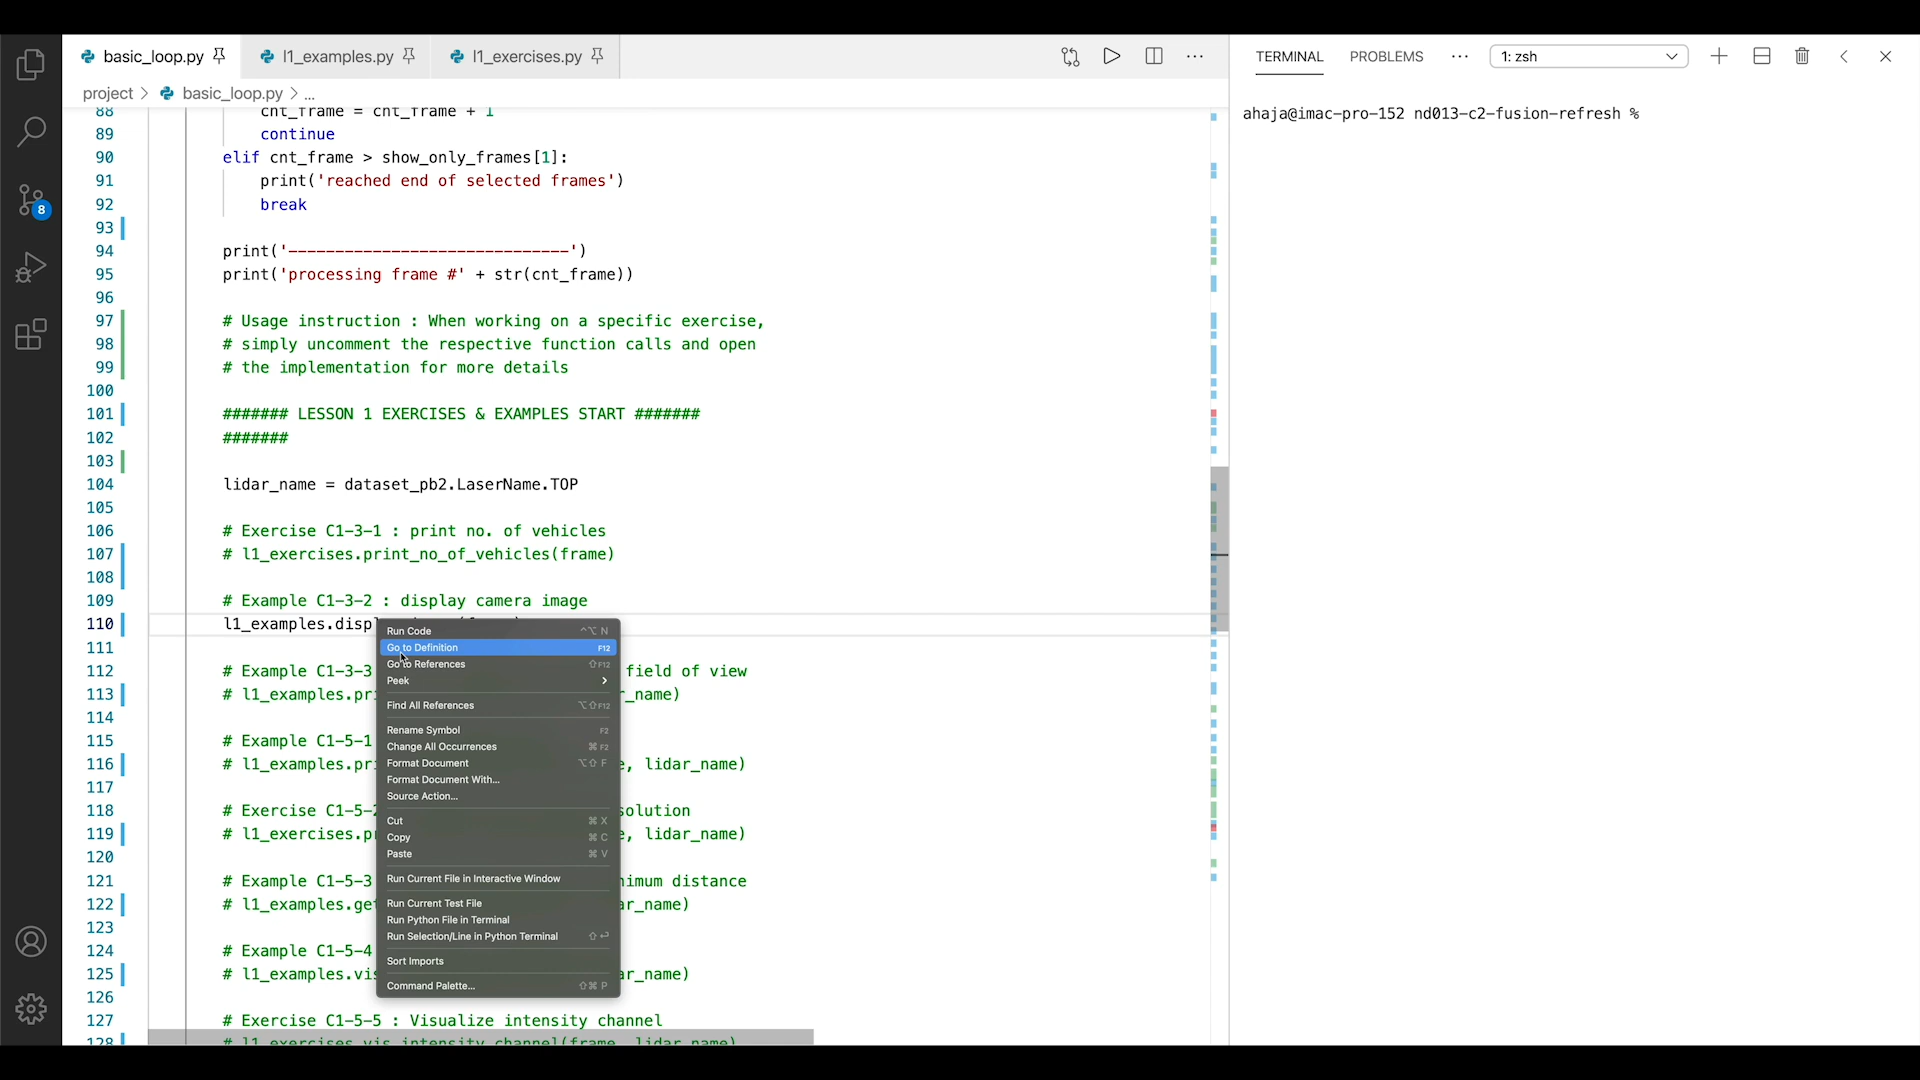 basic_loop.py
l1_examples.py
l1_exercises.py
TERMINAL PROBLEMS ··· 1: zsh
project > basic_loop.py > ...
ahaja@imac-pro-152 nd013-c2-fusion-refresh %
88 cnt_frame = cnt_frame + 1
89 continue
90 elif cnt_frame > show_only_frames[1]:
91 print('reached end of selected frames')
92 break
93
94 print('------------------------------')
95 print('processing frame #' + str(cnt_frame))
96
97 # Usage instruction : When working on a specific exercise,
98 # simply uncomment the respective function calls and open
99 # the implementation for more details
100
101 ####### LESSON 1 EXERCISES & EXAMPLES START #######
102 #######
103
104 lidar_name = dataset_pb2.LaserName.TOP
105
106 # Exercise C1-3-1 : print no. of vehicles
107 # l1_exercises.print_no_of_vehicles(frame)
108
109 # Example C1-3-2 : display camera image
110 l1_examples.disp
111
112 # Example C1-3-3 field of view
113 # l1_examples.pri _name)
114
115 # Example C1-5-1
116 # l1_examples.pri e, lidar_name)
117
118 # Exercise C1-5-2 solution
119 # l1_exercises.pr e, lidar_name)
120
121 # Example C1-5-3 nimum distance
122 # l1_examples.get ar_name)
123
124 # Example C1-5-4
125 # l1_examples.vis ar_name)
126
127 # Exercise C1-5-5 : Visualize intensity channel
128 # l1_exercises.vis_intensity_channel(frame, lidar_name)
Run Code ^⌥ N
Go to Definition F12
Go to References ⇧F12
Peek >
Find All References ⌥⇧F12
Rename Symbol F2
Change All Occurrences ⌘ F2
Format Document ⌥⇧ F
Format Document With...
Source Action...
Cut ⌘ X
Copy ⌘ C
Paste ⌘ V
Run Current File in Interactive Window
Run Current Test File
Run Python File in Terminal
Run Selection/Line in Python Terminal ⇧⏎
Sort Imports
Command Palette... ⇧⌘ P
8